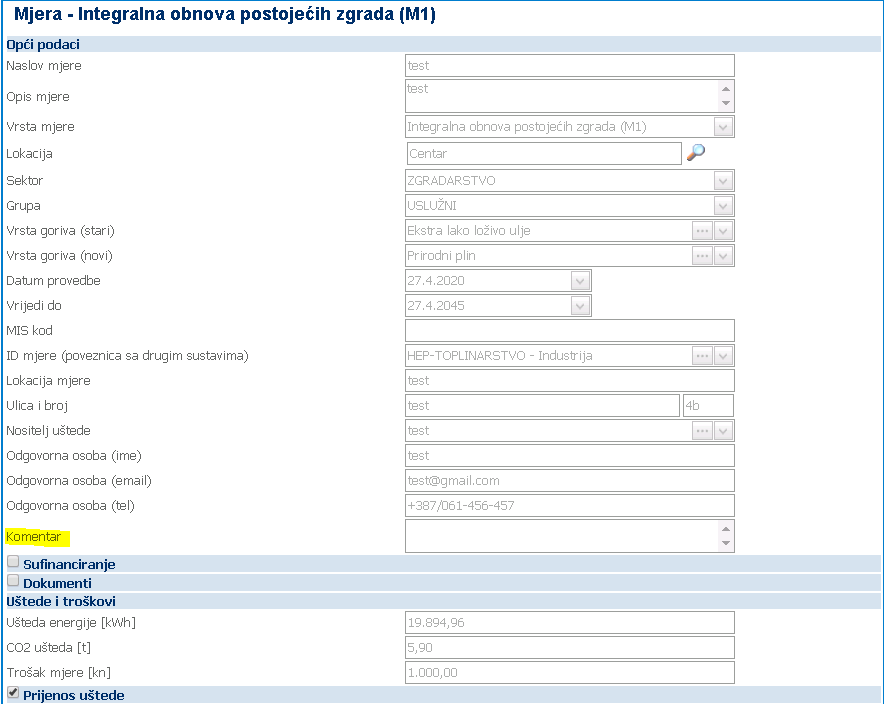 Mjera - Integralna obnova postojećih zgrada (M1)
Opći podaci
Naslov mjere test
Opis mjere test
Vrsta mjere Integralna obnova postojećih zgrada (M1)
Lokacija Centar
Sektor ZGRADARSTVO
Grupa USLUŽNI
Vrsta goriva (stari) Ekstra lako loživo ulje
Vrsta goriva (novi) Prirodni plin
Datum provedbe 27.4.2020
Vrijedi do 27.4.2045
MIS kod
ID mjere (poveznica sa drugim sustavima) HEP-TOPLINARSTVO - Industrija
Lokacija mjere test
Ulica i broj test 4b
Nositelj uštede test
Odgovorna osoba (ime) test
Odgovorna osoba (email) test@gmail.com
Odgovorna osoba (tel) +387/061-456-457
Komentar
Sufinanciranje
Dokumenti
Uštede i troškovi
Ušteda energije [kWh] 19.894,96
CO2 ušteda [t] 5,90
Trošak mjere [kn] 1.000,00
Prijenos uštede